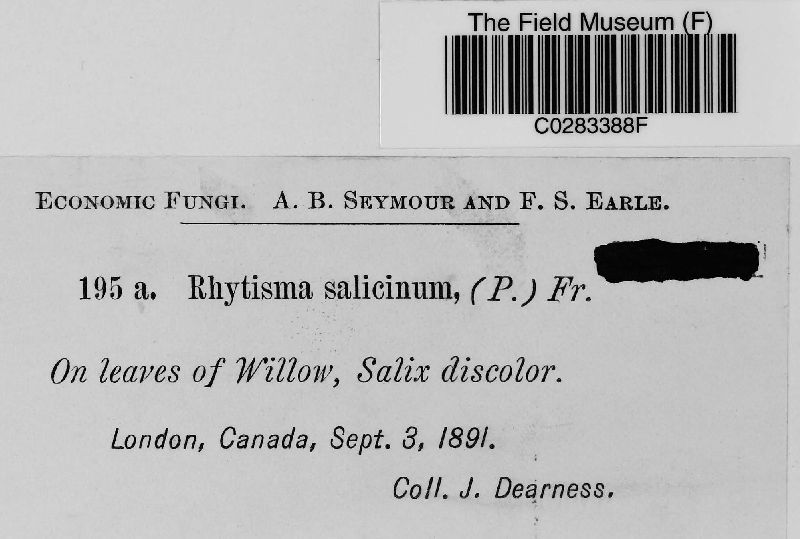 The Field Museum (F)
C0283388F
Economic Fungi. A. B. Seymour and F. S. Earle.
195 a. Rhytisma salicinum, (P.) Fr.
On leaves of Willow, Salix discolor.
London, Canada, Sept. 3, 1891.
Coll. J. Dearness.